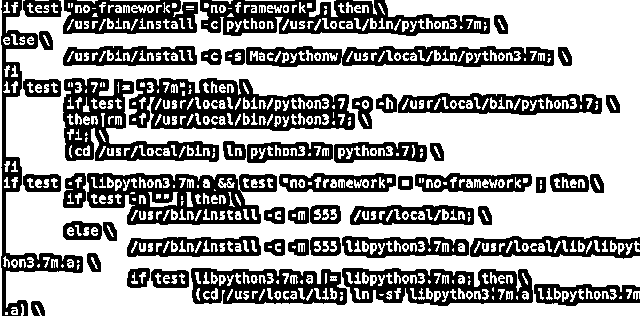 if test "no-framework" = "no-framework" ; then \
/usr/bin/install -c python /usr/local/bin/python3.7m; \
else \
/usr/bin/install -c -s Mac/pythonw /usr/local/bin/python3.7m; \
fi
if test "3.7" != "3.7m"; then \
if test -f /usr/local/bin/python3.7 -o -h /usr/local/bin/python3.7; \
then rm -f /usr/local/bin/python3.7; \
fi; \
(cd /usr/local/bin; ln python3.7m python3.7); \
fi
if test -f libpython3.7m.a && test "no-framework" = "no-framework" ; then \
if test -n "" ; then \
/usr/bin/install -c -m 555  /usr/local/bin; \
else \
/usr/bin/install -c -m 555 libpython3.7m.a /usr/local/lib/libpyt
hon3.7m.a; \
if test libpython3.7m.a != libpython3.7m.a; then \
(cd /usr/local/lib; ln -sf libpython3.7m.a libpython3.7m
.a) \